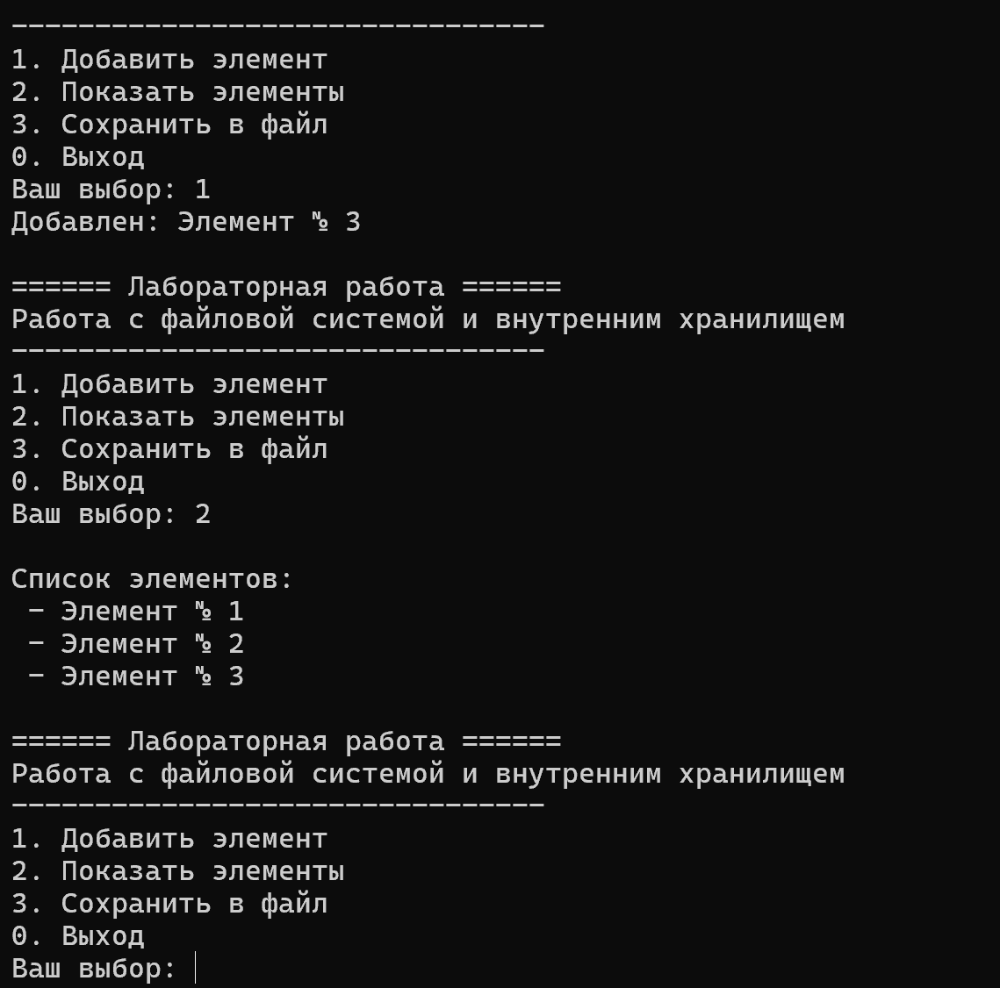 --------------------------------
1. Добавить элемент
2. Показать элементы
3. Сохранить в файл
0. Выход
Ваш выбор: 1
Добавлен: Элемент № 3
====== Лабораторная работа ======
Работа с файловой системой и внутренним хранилищем
--------------------------------
1. Добавить элемент
2. Показать элементы
3. Сохранить в файл
0. Выход
Ваш выбор: 2
Список элементов:
 - Элемент № 1
 - Элемент № 2
 - Элемент № 3
====== Лабораторная работа ======
Работа с файловой системой и внутренним хранилищем
--------------------------------
1. Добавить элемент
2. Показать элементы
3. Сохранить в файл
0. Выход
Ваш выбор: